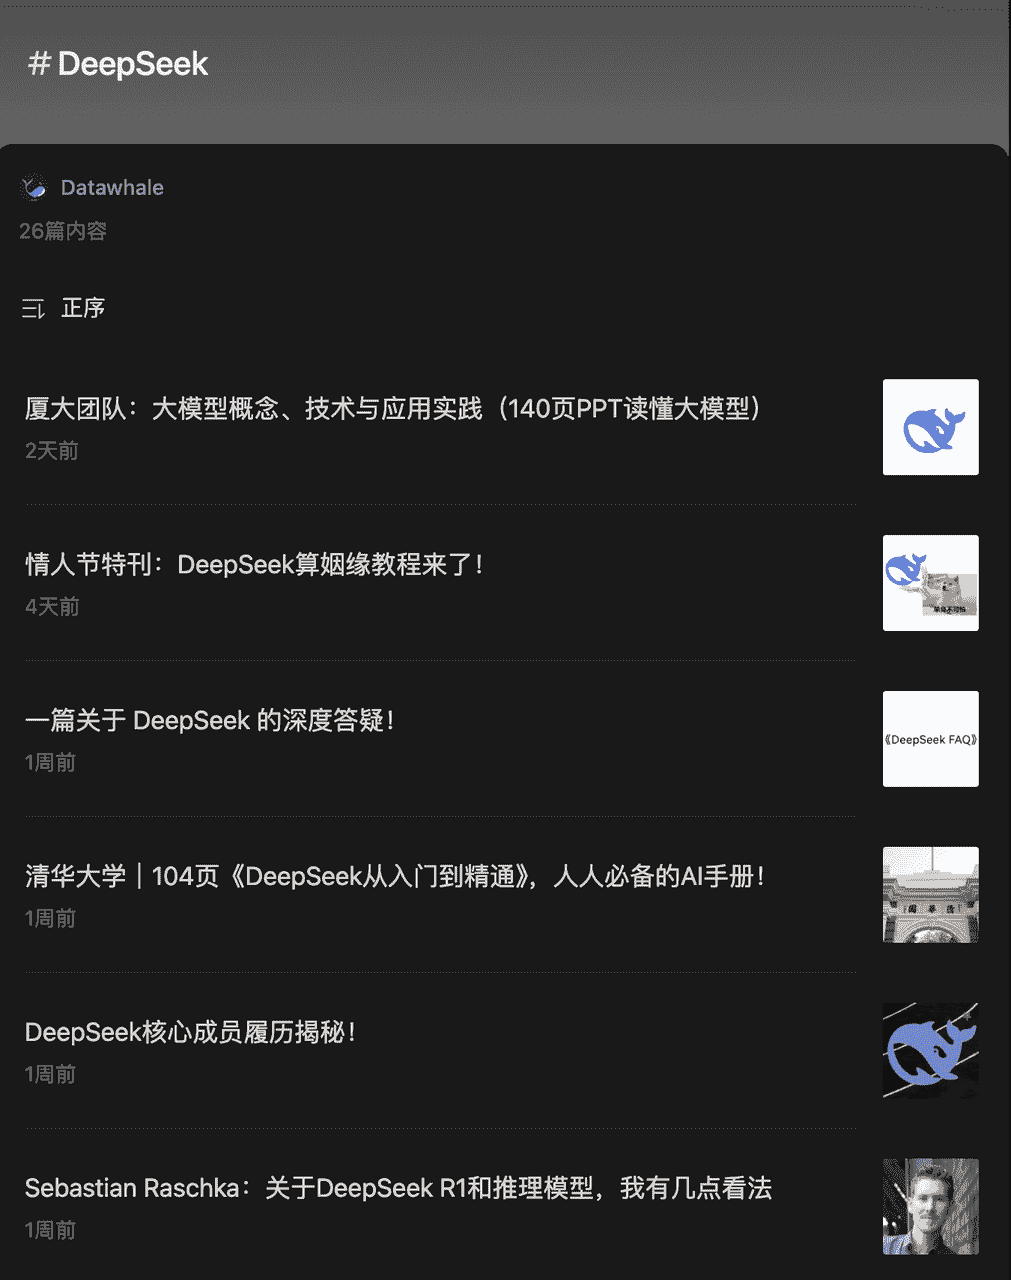 #DeepSeek
Datawhale
26篇内容
正序
厦大团队：大模型概念、技术与应用实践（140页PPT读懂大模型）
2天前
情人节特刊：DeepSeek算姻缘教程来了！
4天前
单身不可怕
一篇关于 DeepSeek 的深度答疑！
1周前
《DeepSeek FAQ》
清华大学｜104页《DeepSeek从入门到精通》，人人必备的AI手册！
1周前
園華清
DeepSeek核心成员履历揭秘！
1周前
Sebastian Raschka：关于DeepSeek R1和推理模型，我有几点看法
1周前